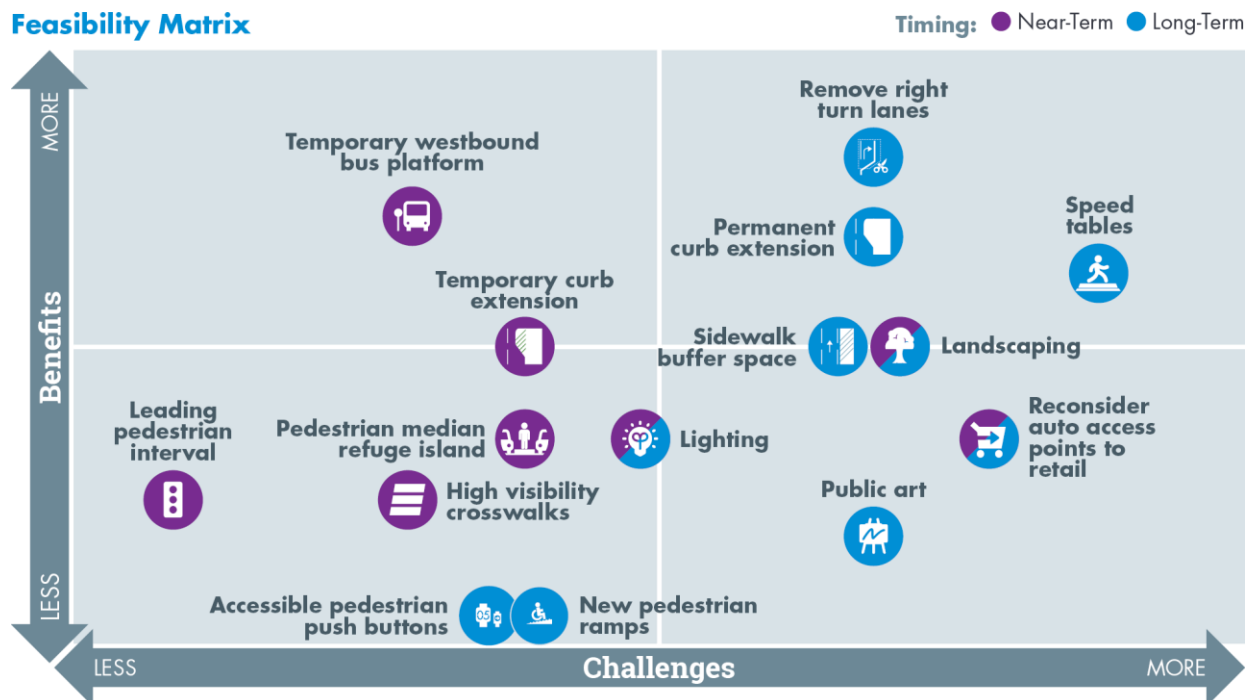 Feasibility Matrix
Timing: Near-Term Long-Term
MORE
Benefits
LESS
Remove right
turn lanes
Temporary westbound
bus platform
Speed
tables
Permanent
curb extension
Temporary curb
extension
Sidewalk
buffer space
Landscaping
Leading
pedestrian
interval
Pedestrian median
refuge island
Lighting
Reconsider
auto access
points to
retail
High visibility
crosswalks
Public art
Accessible pedestrian
push buttons
05
New pedestrian
ramps
LESS
Challenges
MORE